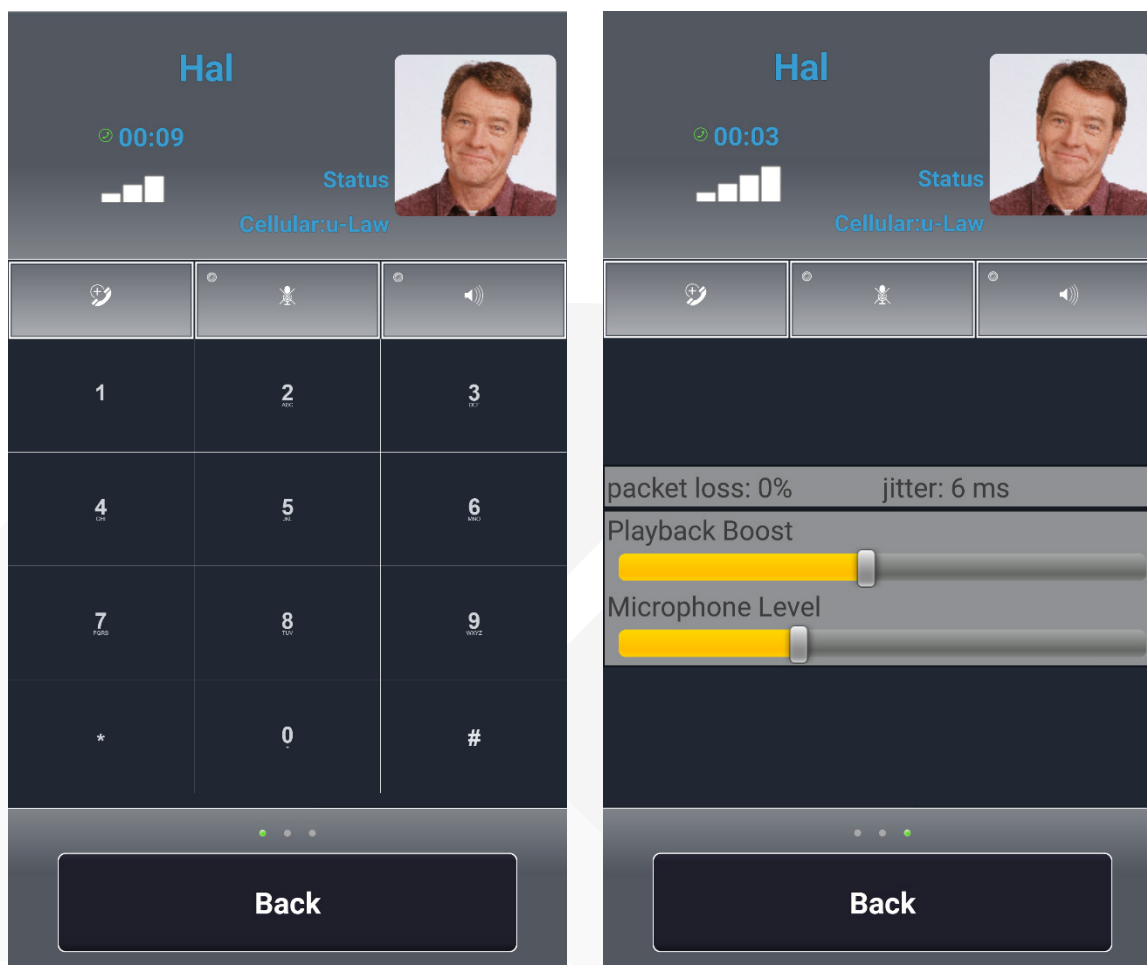 Hal
00:09
Status
Cellular:u-Law
1
2
ABC
3
DEF
4
GHI
5
JKL
6
MNO
7
PQRS
8
TUV
9
WXYZ
*
0
#
Back
Hal
00:03
Status
Cellular:u-Law
packet loss: 0% jitter: 6 ms
Playback Boost
Microphone Level
Back